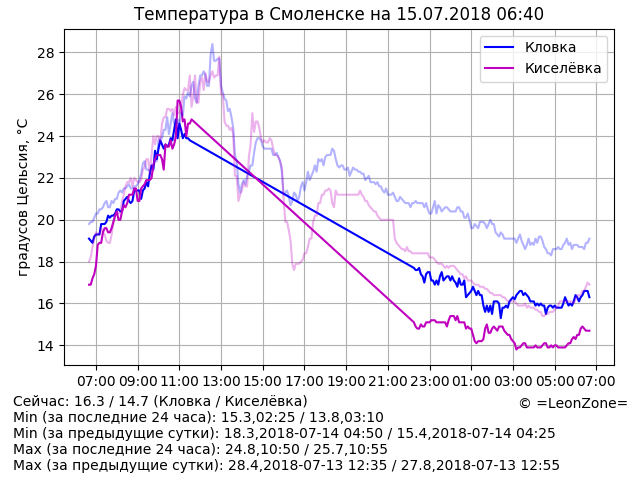 Температура в Смоленске на 15.07.2018 06:40
Кловка
Киселёвка
градусов Цельсия, °C
28
26
24
22
20
18
16
14
07:00 09:00 11:00 13:00 15:00 17:00 19:00 21:00 23:00 01:00 03:00 05:00 07:00
Сейчас: 16.3 / 14.7 (Кловка / Киселёвка)
© =LeonZone=
Min (за последние 24 часа): 15.3,02:25 / 13.8,03:10
Min (за предыдущие сутки): 18.3,2018-07-14 04:50 / 15.4,2018-07-14 04:25
Max (за последние 24 часа): 24.8,10:50 / 25.7,10:55
Max (за предыдущие сутки): 28.4,2018-07-13 12:35 / 27.8,2018-07-13 12:55